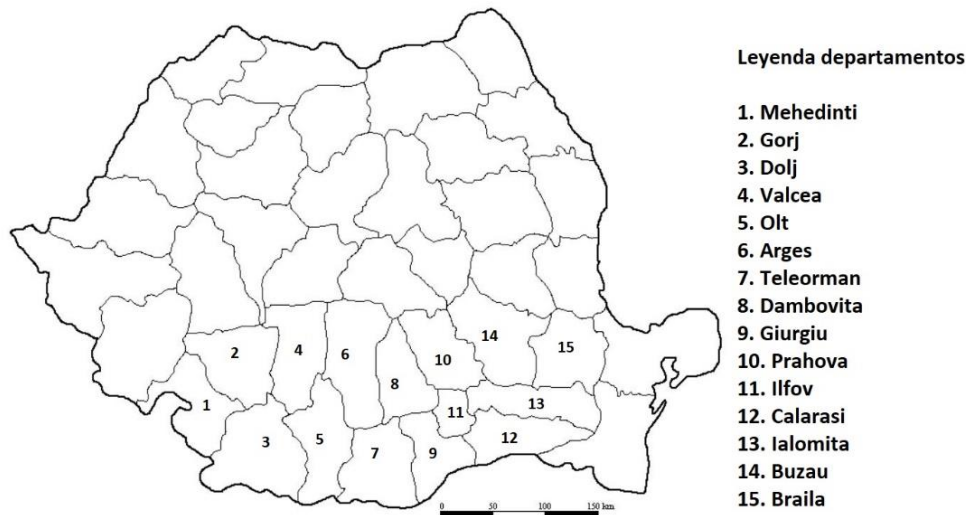 Leyenda departamentos
1. Mehedinti
2. Gorj
3. Dolj
4. Valcea
5. Olt
6. Arges
7. Teleorman
8. Dambovita
9. Giurgiu
10. Prahova
11. Ilfov
12. Calarasi
13. Ialomita
14. Buzau
15. Braila
14
15
2
4
6
10
8
1
11
13
3
5
7
9
12
0 50 100 150 km.